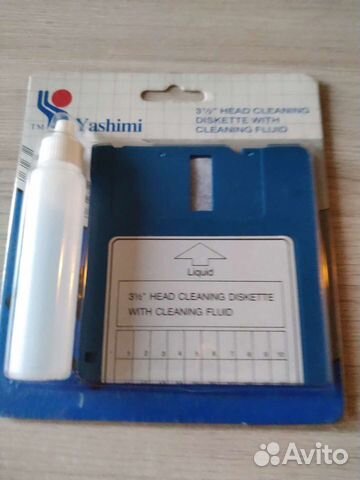 TM Yashimi
3½" HEAD CLEANING
DISKETTE WITH
CLEANING FLUID
Liquid
3½" HEAD CLEANING DISKETTE
WITH CLEANING FLUID
1 2 3 4 5 6 7 8 9 10
Avito